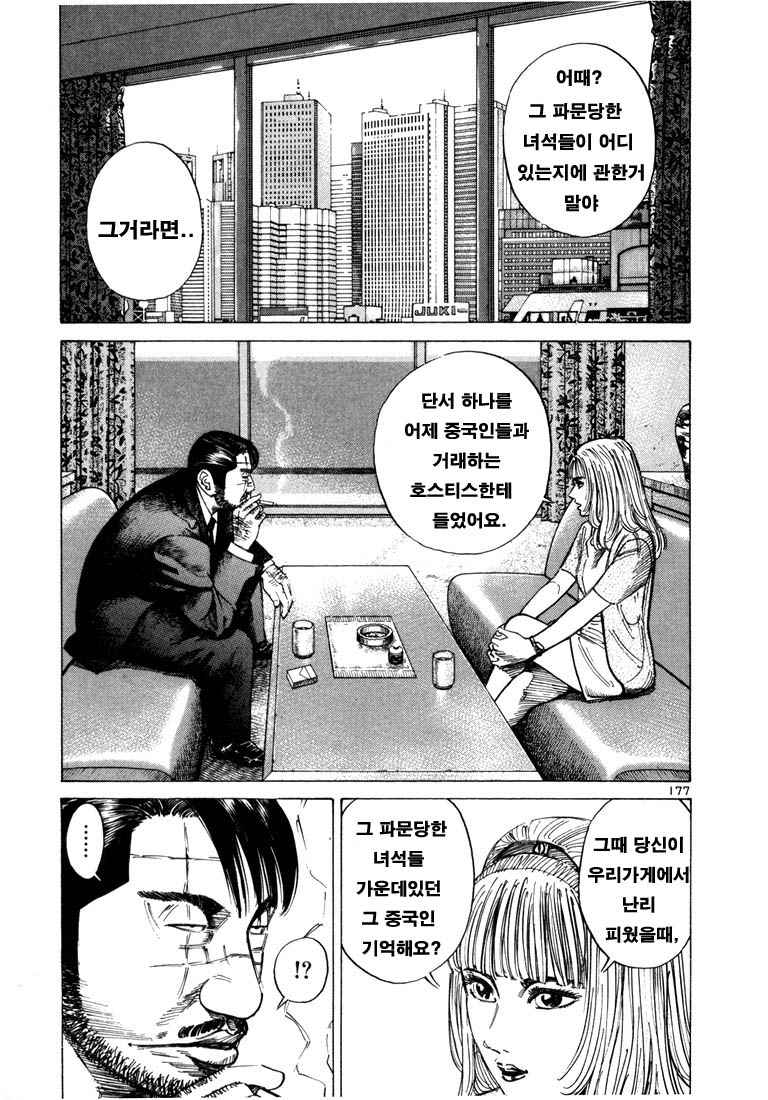 어때?
그 파문당한
녀석들이 어디
있는지에 관한거
말야
그거라면..
JUKI
단서 하나를
어제 중국인들과
거래하는
호스티스한테
들었어요.
177
그때 당신이
우리가게에서
난리
피웠을때,
그 파문당한
녀석들
가운데있던
그 중국인
기억해요?
!?
......